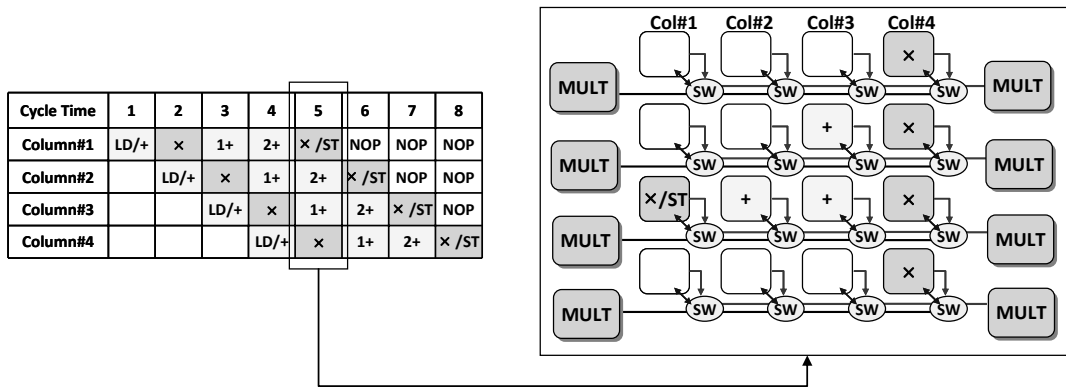 Cycle Time 1 2 3 4 5 6 7 8
Column#1 LD/+ × 1+ 2+ ×/ST NOP NOP NOP
Column#2 LD/+ × 1+ 2+ ×/ST NOP NOP
Column#3 LD/+ × 1+ 2+ ×/ST NOP
Column#4 LD/+ × 1+ 2+ ×/ST
Col#1 Col#2 Col#3 Col#4
×
MULT MULT
SW SW SW SW
+ ×
MULT MULT
SW SW SW SW
×/ST + + ×
MULT MULT
SW SW SW SW
×
MULT MULT
SW SW SW SW